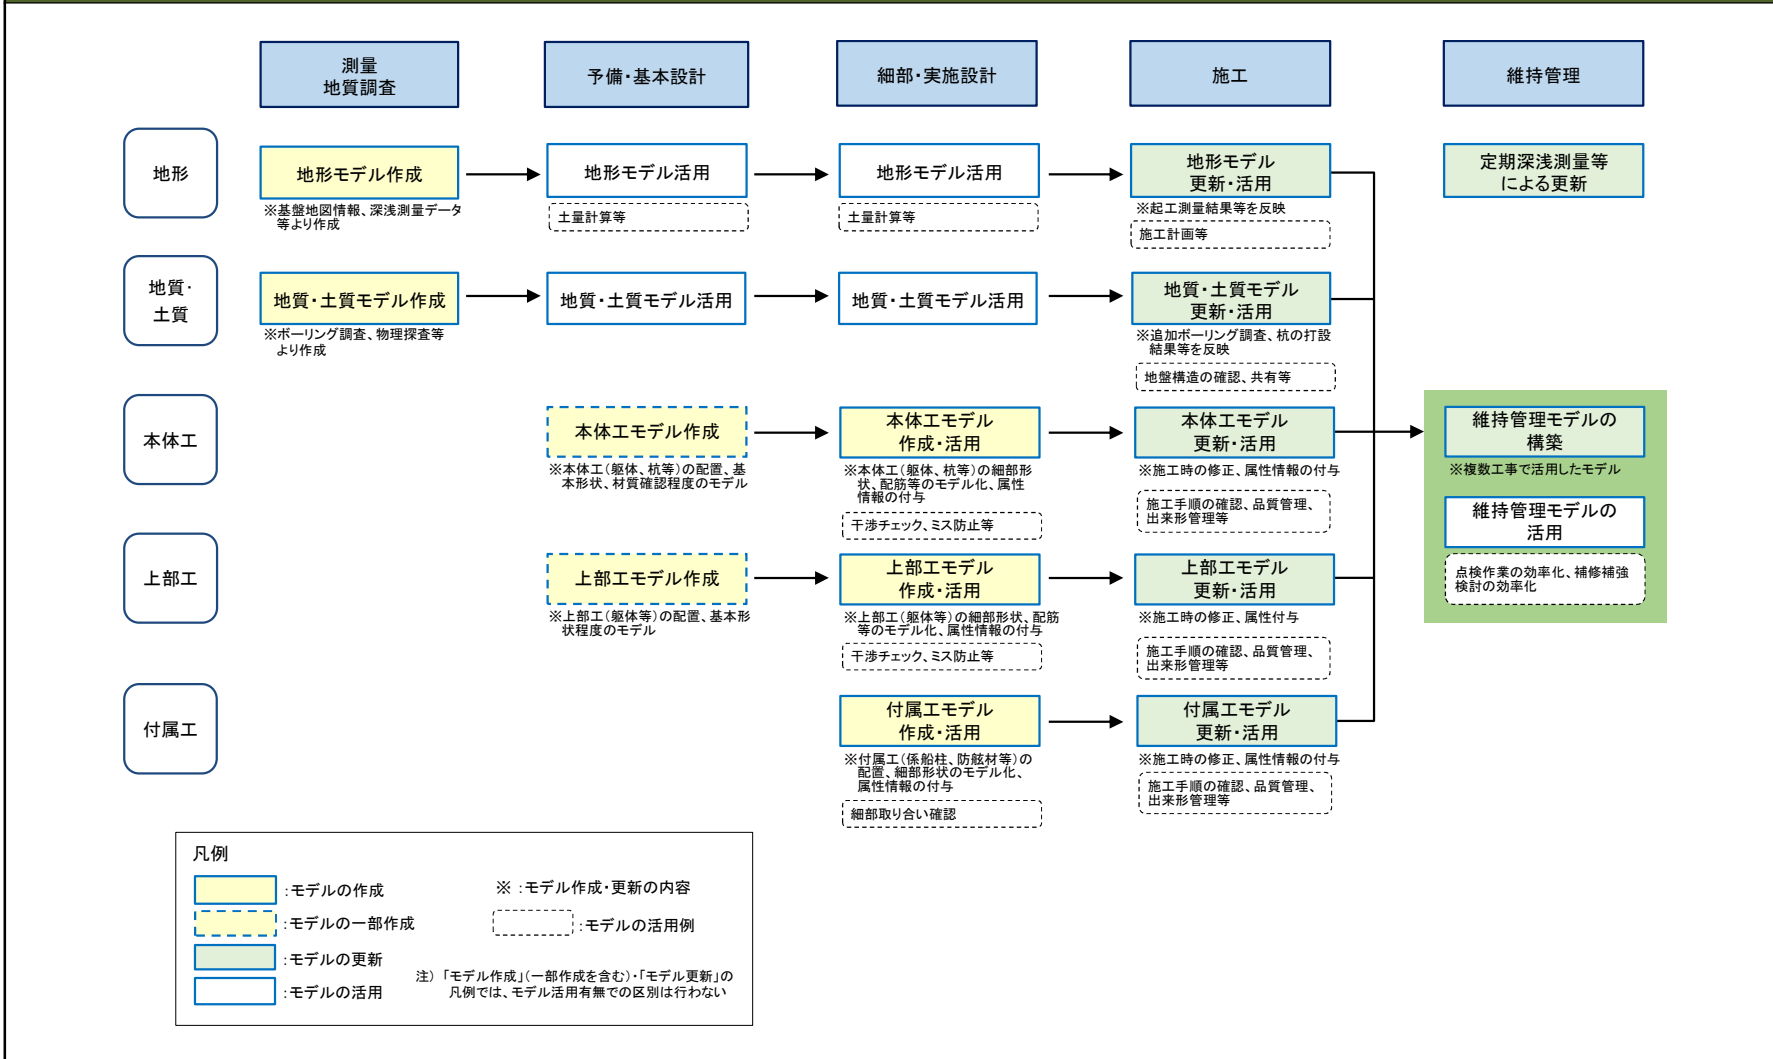 測量
地質調査
予備・基本設計
細部・実施設計
施工
維持管理
地形
地形モデル作成
※基盤地図情報、深浅測量データ
等より作成
地形モデル活用
土量計算等
地形モデル活用
土量計算等
地形モデル
更新・活用
※起工測量結果等を反映
施工計画等
定期深浅測量等
による更新
地質・
土質
地質・土質モデル作成
※ボーリング調査、物理探査等
より作成
地質・土質モデル活用
地質・土質モデル活用
地質・土質モデル
更新・活用
※追加ボーリング調査、杭の打設
結果等を反映
地盤構造の確認、共有等
本体工
本体工モデル作成
※本体工(躯体、杭等)の配置、基
本形状、材質確認程度のモデル
本体工モデル
作成・活用
※本体工(躯体、杭等)の細部形
状、配筋等のモデル化、属性
情報の付与
干渉チェック、ミス防止等
本体工モデル
更新・活用
※施工時の修正、属性情報の付与
施工手順の確認、品質管理、
出来形管理等
維持管理モデルの
構築
※複数工事で活用したモデル
維持管理モデルの
活用
点検作業の効率化、補修補強
検討の効率化
上部工
上部工モデル作成
※上部工(躯体等)の配置、基本形
状程度のモデル
上部工モデル
作成・活用
※上部工(躯体等)の細部形状、配筋
等のモデル化、属性情報の付与
干渉チェック、ミス防止等
上部工モデル
更新・活用
※施工時の修正、属性付与
施工手順の確認、品質管理、
出来形管理等
付属工
付属工モデル
作成・活用
※付属工(係船柱、防舷材等)の
配置、細部形状のモデル化、
属性情報の付与
細部取り合い確認
付属工モデル
更新・活用
※施工時の修正、属性情報の付与
施工手順の確認、品質管理、
出来形管理等
凡例
:モデルの作成
:モデルの一部作成
:モデルの更新
:モデルの活用
※ :モデル作成・更新の内容
:モデルの活用例
注) 「モデル作成」(一部作成を含む)・「モデル更新」の
凡例では、モデル活用有無での区別は行わない